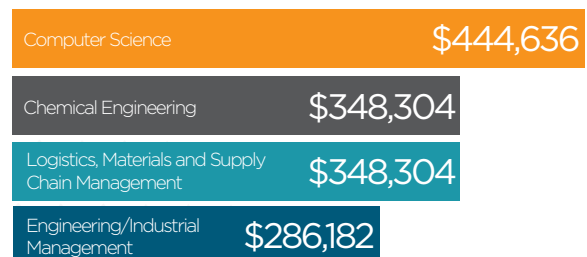 Computer Science $444,636
Chemical Engineering $348,304
Logistics, Materials and Supply
Chain Management $348,304
Engineering/Industrial
Management $286,182